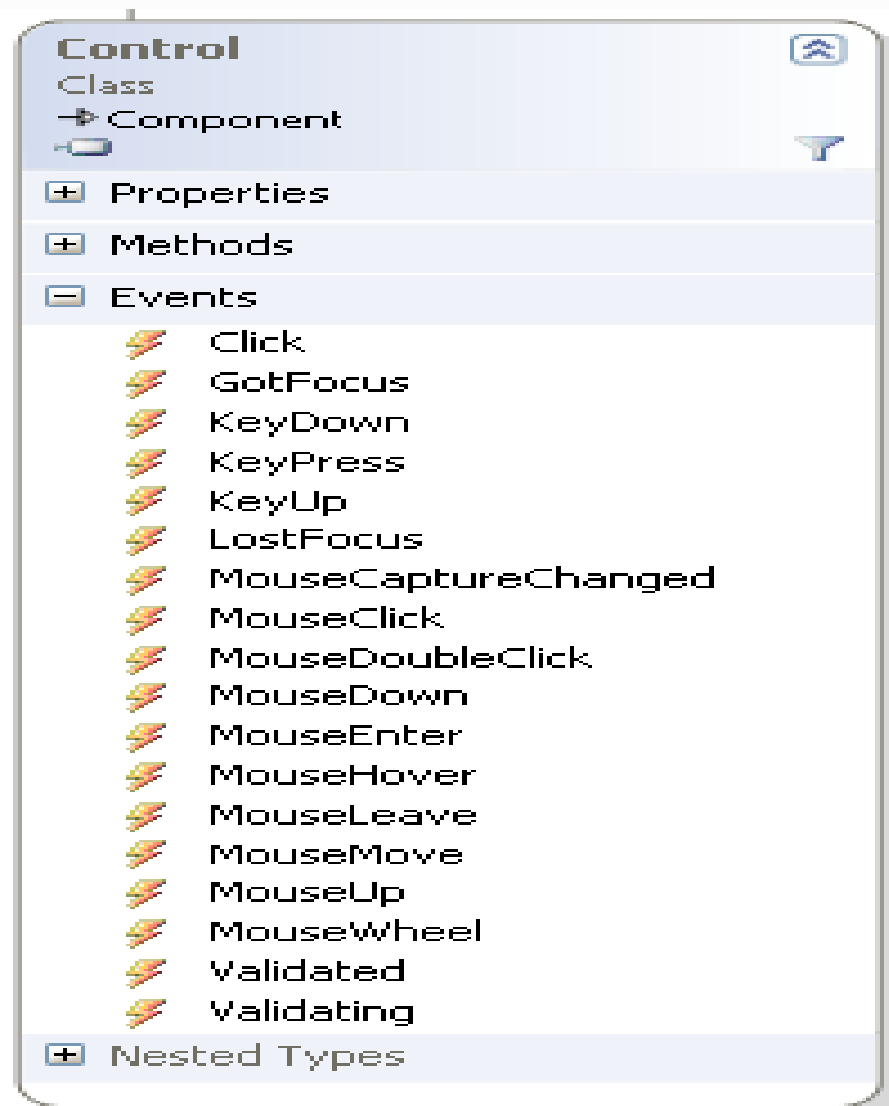 Control
Class
Component
Properties
Methods
Events
Click
GotFocus
KeyDown
KeyPress
KeyUp
LostFocus
MouseCaptureChanged
MouseClick
MouseDoubleClick
MouseDown
MouseEnter
MouseHover
MouseLeave
MouseMove
MouseUp
MouseWheel
Validated
Validating
Nested Types